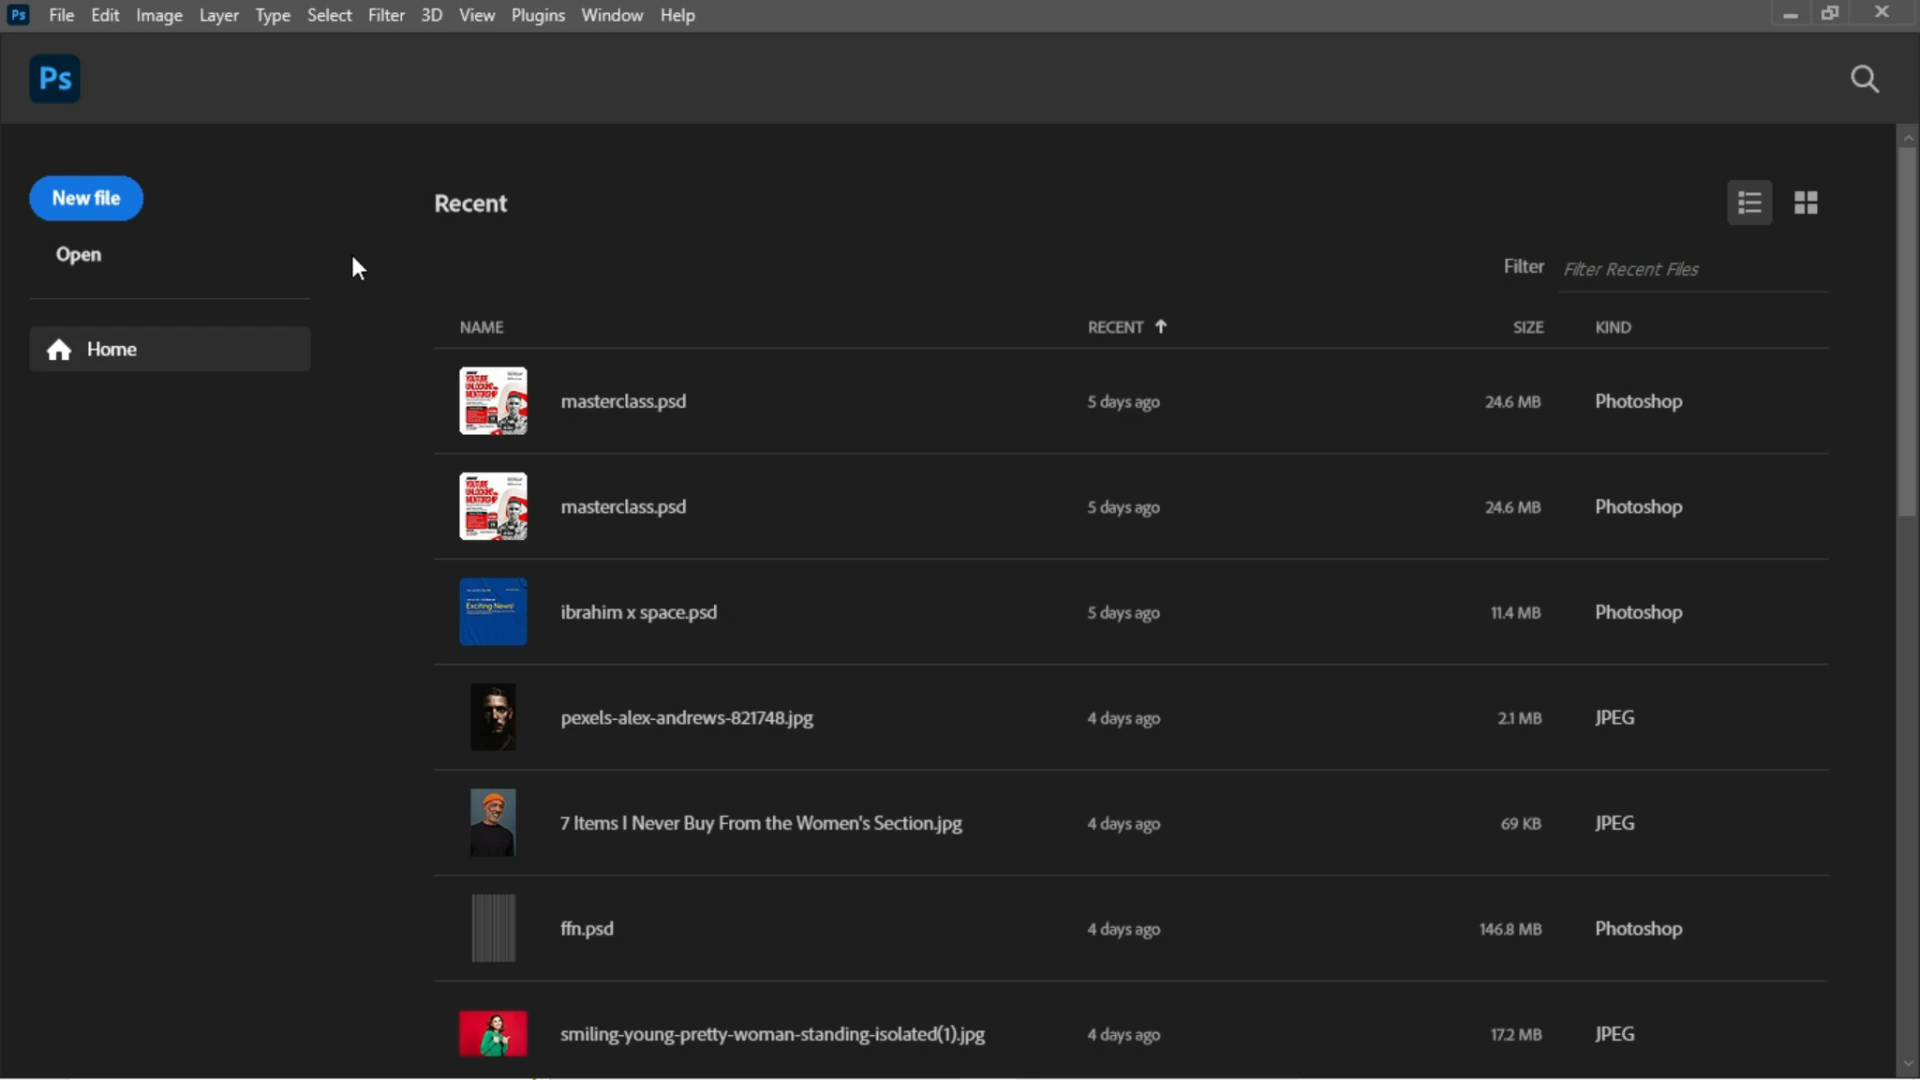 Ps File Edit Image Layer Type Select Filter 3D View Plugins Window Help
Ps
New file
Open
Home
Recent
Filter Filter Recent Files
NAME RECENT SIZE KIND
masterclass.psd 5 days ago 24.6 MB Photoshop
masterclass.psd 5 days ago 24.6 MB Photoshop
Exciting News!
ibrahim x space.psd 5 days ago 11.4 MB Photoshop
pexels-alex-andrews-821748.jpg 4 days ago 2.1 MB JPEG
7 Items I Never Buy From the Women's Section.jpg 4 days ago 69 KB JPEG
ffn.psd 4 days ago 146.8 MB Photoshop
smiling-young-pretty-woman-standing-isolated(1).jpg 4 days ago 17.2 MB JPEG